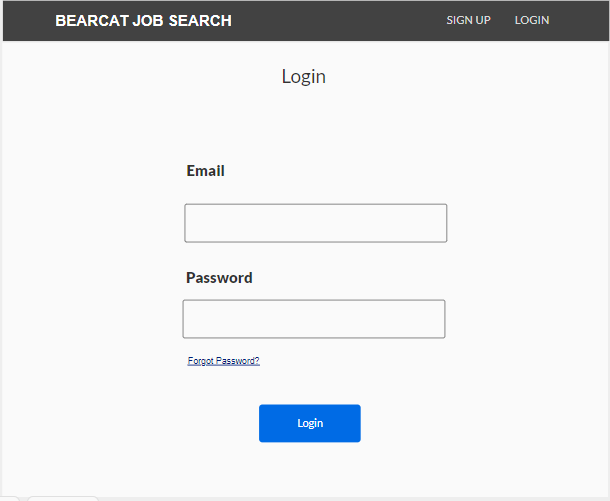 BEARCAT JOB SEARCH SIGN UP LOGIN
Login
Email
Password
Forgot Password?
Login